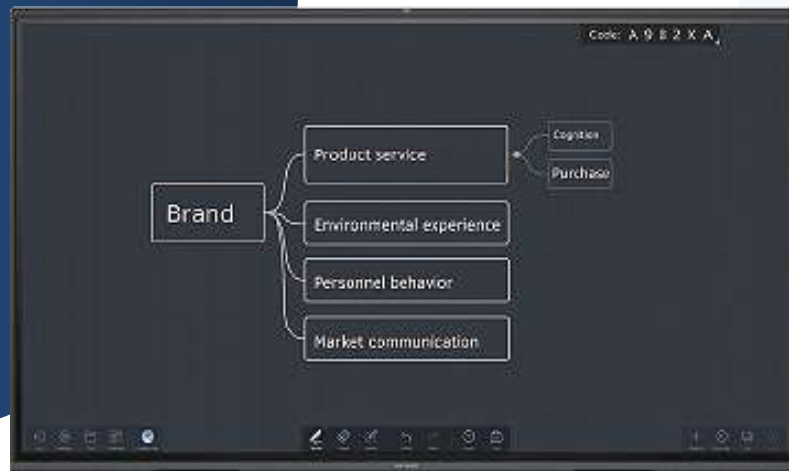 Code: A 9 8 2 X A
Product service
Cognition
Purchase
Brand
Environmental experience
Personnel behavior
Market communication